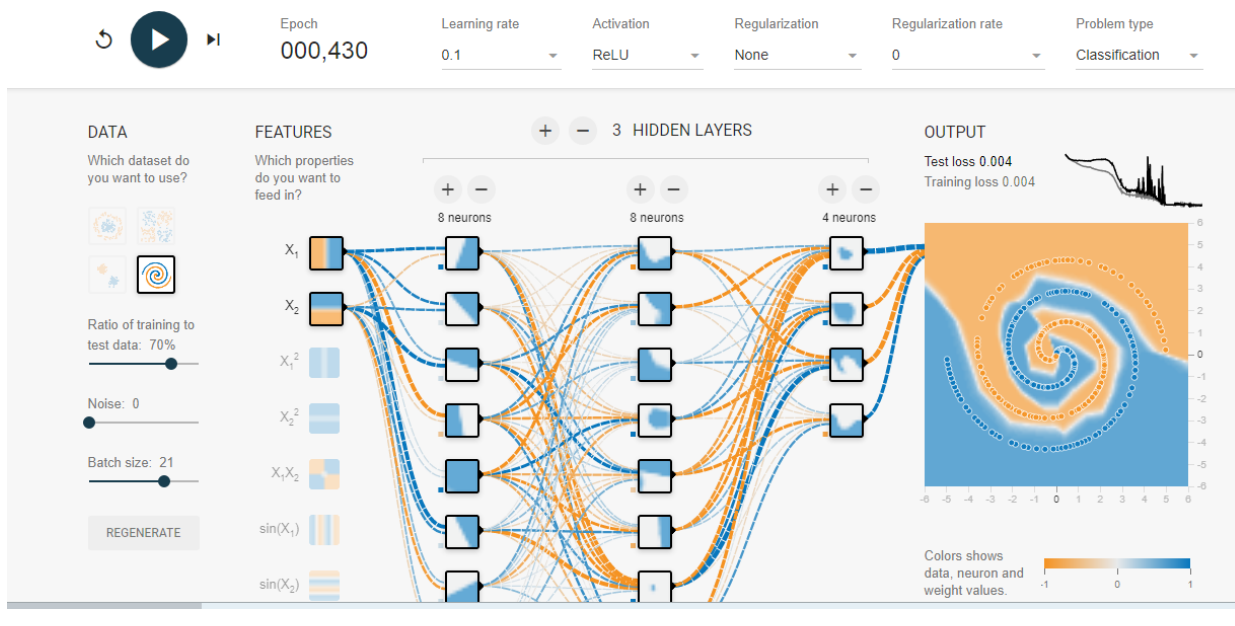 Epoch
000,430
Learning rate
0.1
Activation
ReLU
Regularization
None
Regularization rate
0
Problem type
Classification
DATA
Which dataset do
you want to use?
Ratio of training to
test data: 70%
Noise: 0
Batch size: 21
REGENERATE
FEATURES
Which properties
do you want to
feed in?
X₁
X₂
X₁²
X₂²
X₁X₂
sin(X₁)
sin(X₂)
+ − 3 HIDDEN LAYERS
+ −
8 neurons
+ −
8 neurons
+ −
4 neurons
OUTPUT
Test loss 0.004
Training loss 0.004
6
5
4
3
2
1
0
-1
-2
-3
-4
-5
-6
-6 -5 -4 -3 -2 -1 0 1 2 3 4 5 6
Colors shows
data, neuron and
weight values.
-1 0 1